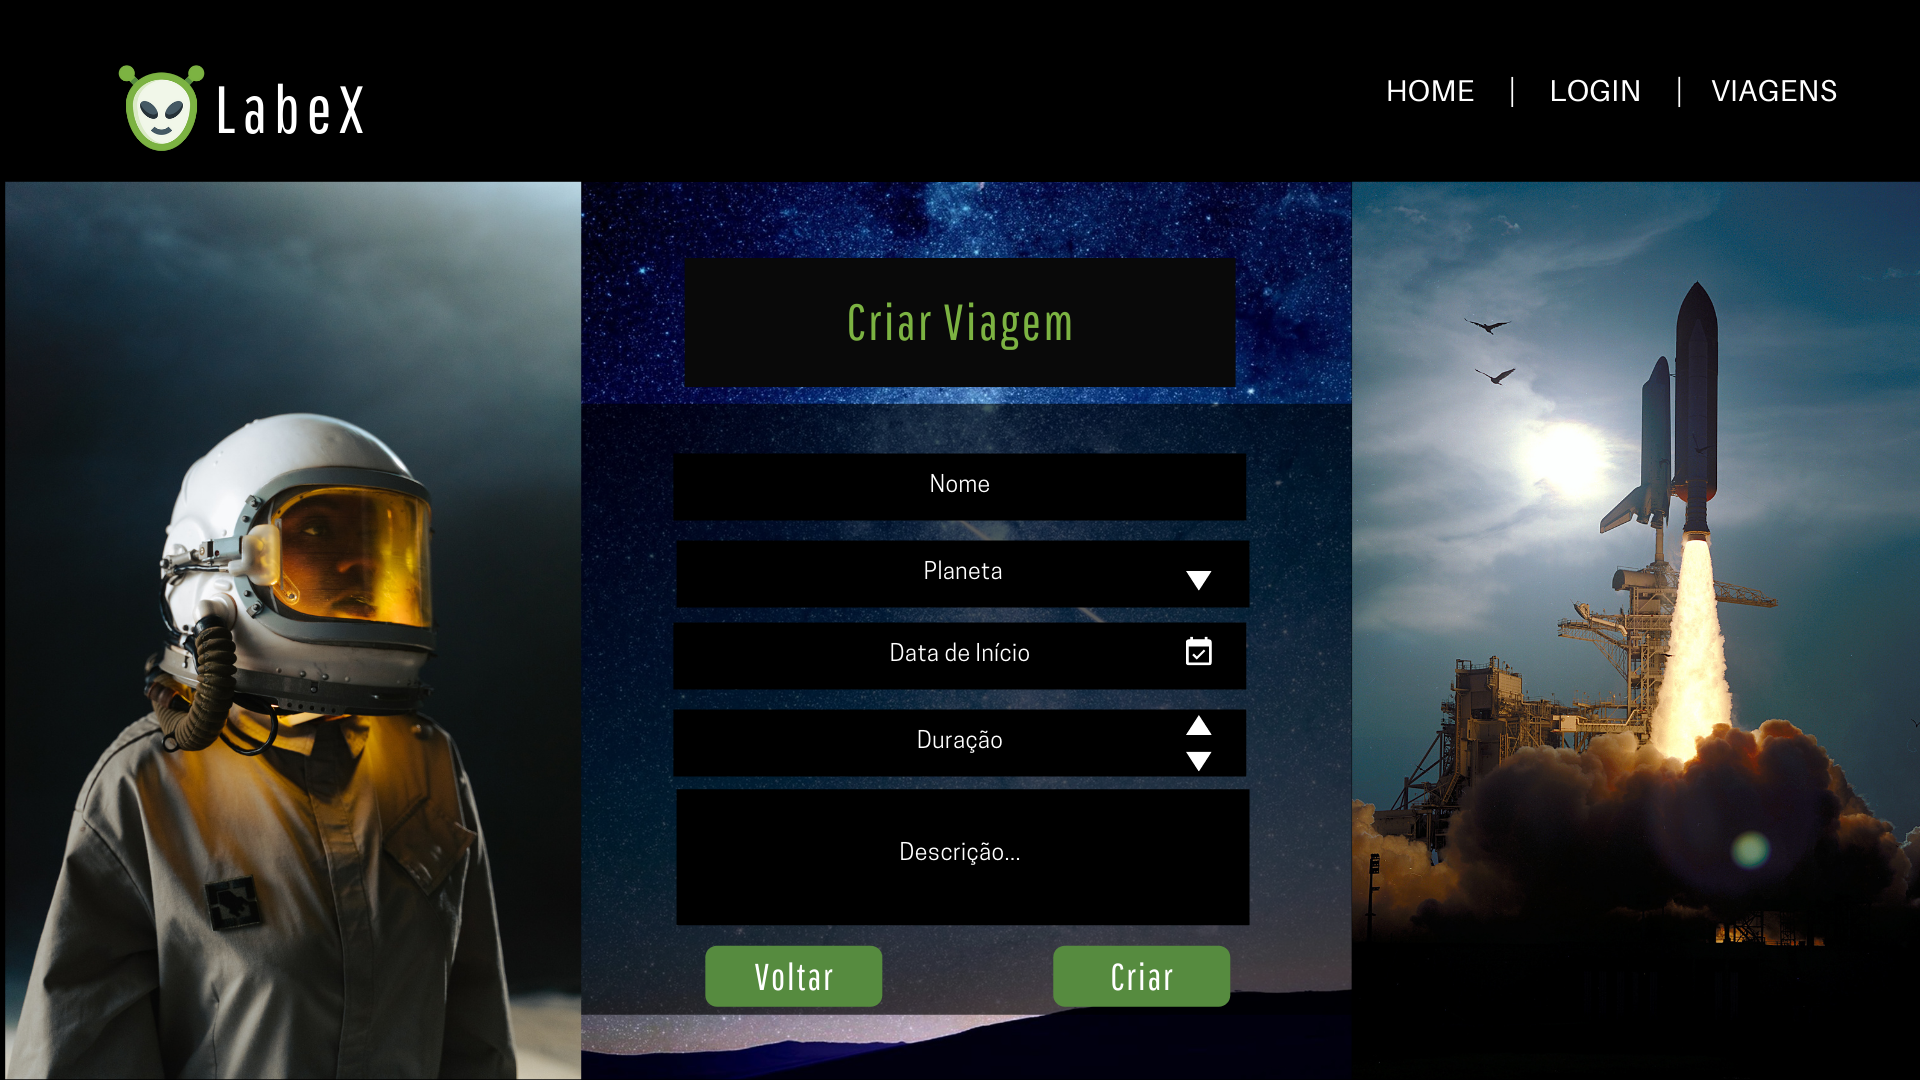 LabeX
HOME | LOGIN | VIAGENS
Criar Viagem
Nome
Planeta
Data de Início
Duração
Descrição...
Voltar
Criar